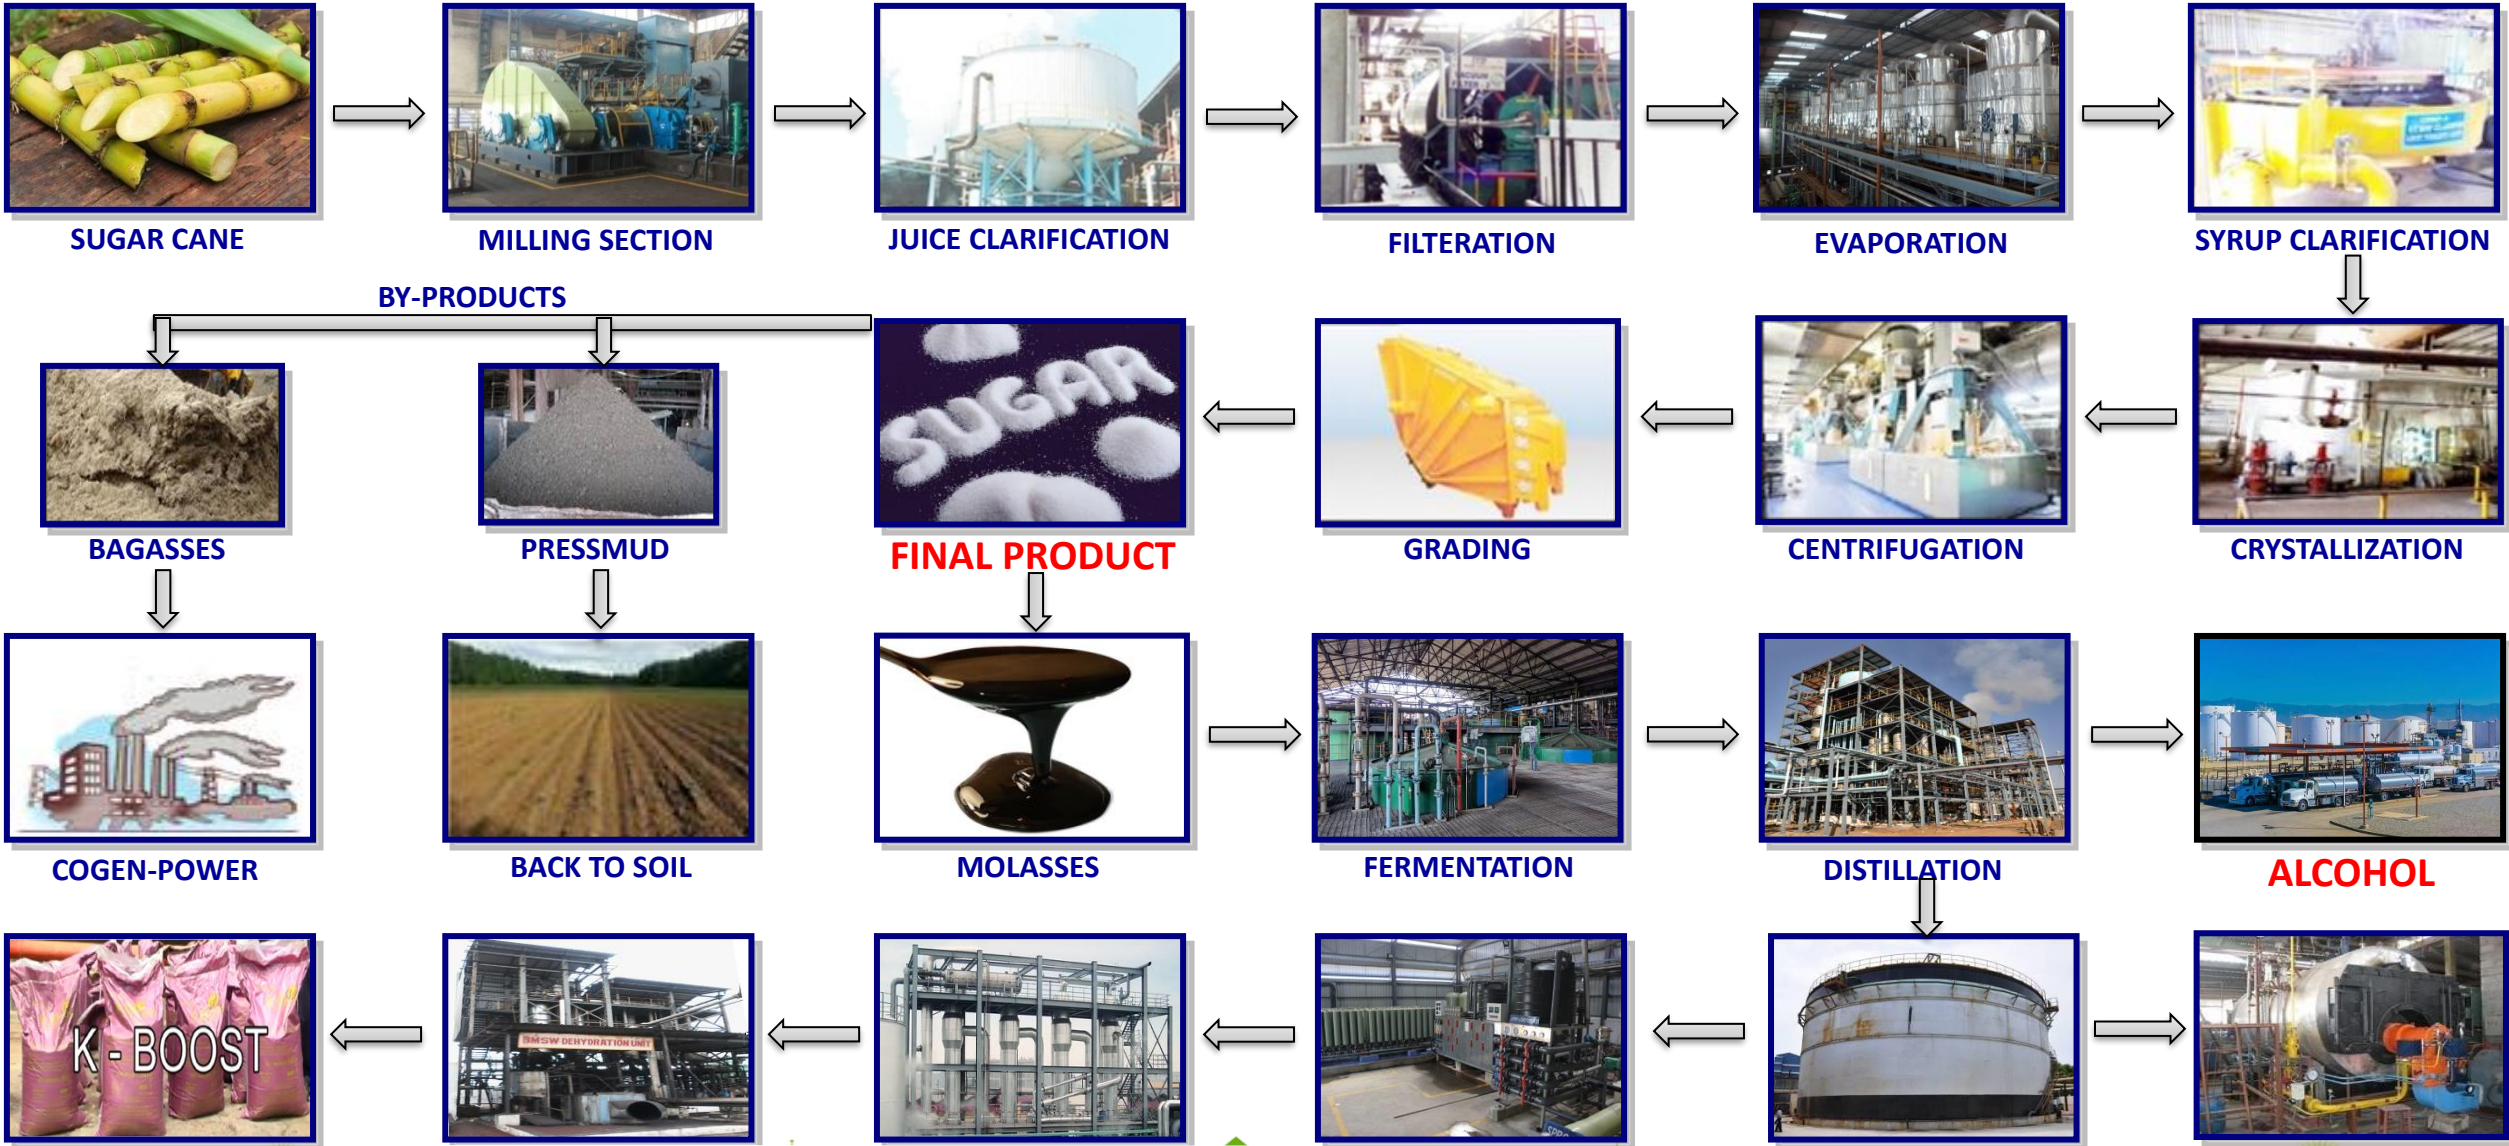 SUGAR CANE
MILLING SECTION
JUICE CLARIFICATION
FILTERATION
EVAPORATION
SYRUP CLARIFICATION
BY-PRODUCTS
SUGAR
BAGASSES
PRESSMUD
FINAL PRODUCT
GRADING
CENTRIFUGATION
CRYSTALLIZATION
COGEN-POWER
BACK TO SOIL
MOLASSES
FERMENTATION
DISTILLATION
ALCOHOL
K - BOOST
BMSW DEHYDRATION UNIT